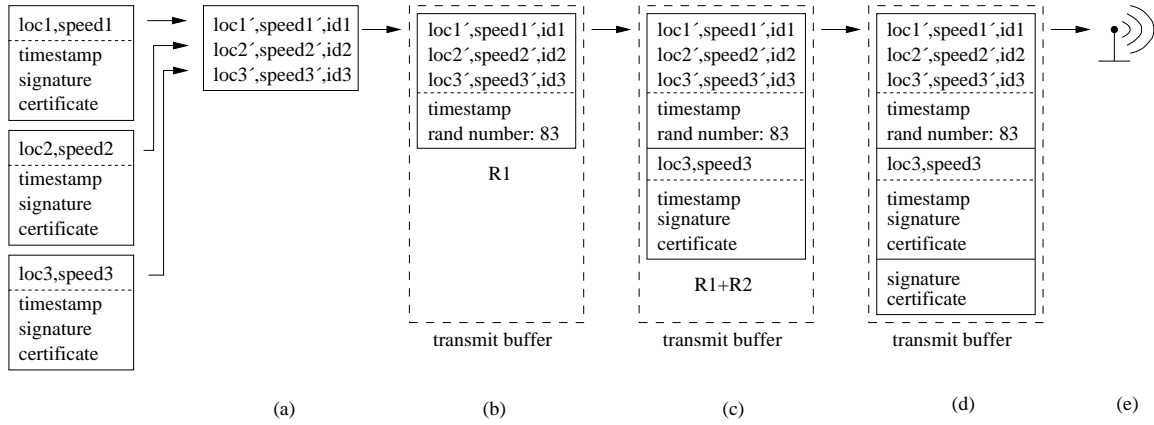 loc1,speed1
timestamp
signature
certificate
loc2,speed2
timestamp
signature
certificate
loc3,speed3
timestamp
signature
certificate
loc1´,speed1´,id1
loc2´,speed2´,id2
loc3´,speed3´,id3
(a)
loc1´,speed1´,id1
loc2´,speed2´,id2
loc3´,speed3´,id3
timestamp
rand number: 83
R1
transmit buffer
(b)
loc1´,speed1´,id1
loc2´,speed2´,id2
loc3´,speed3´,id3
timestamp
rand number: 83
loc3,speed3
timestamp
signature
certificate
R1+R2
transmit buffer
(c)
loc1´,speed1´,id1
loc2´,speed2´,id2
loc3´,speed3´,id3
timestamp
rand number: 83
loc3,speed3
timestamp
signature
certificate
signature
certificate
transmit buffer
(d)
(e)